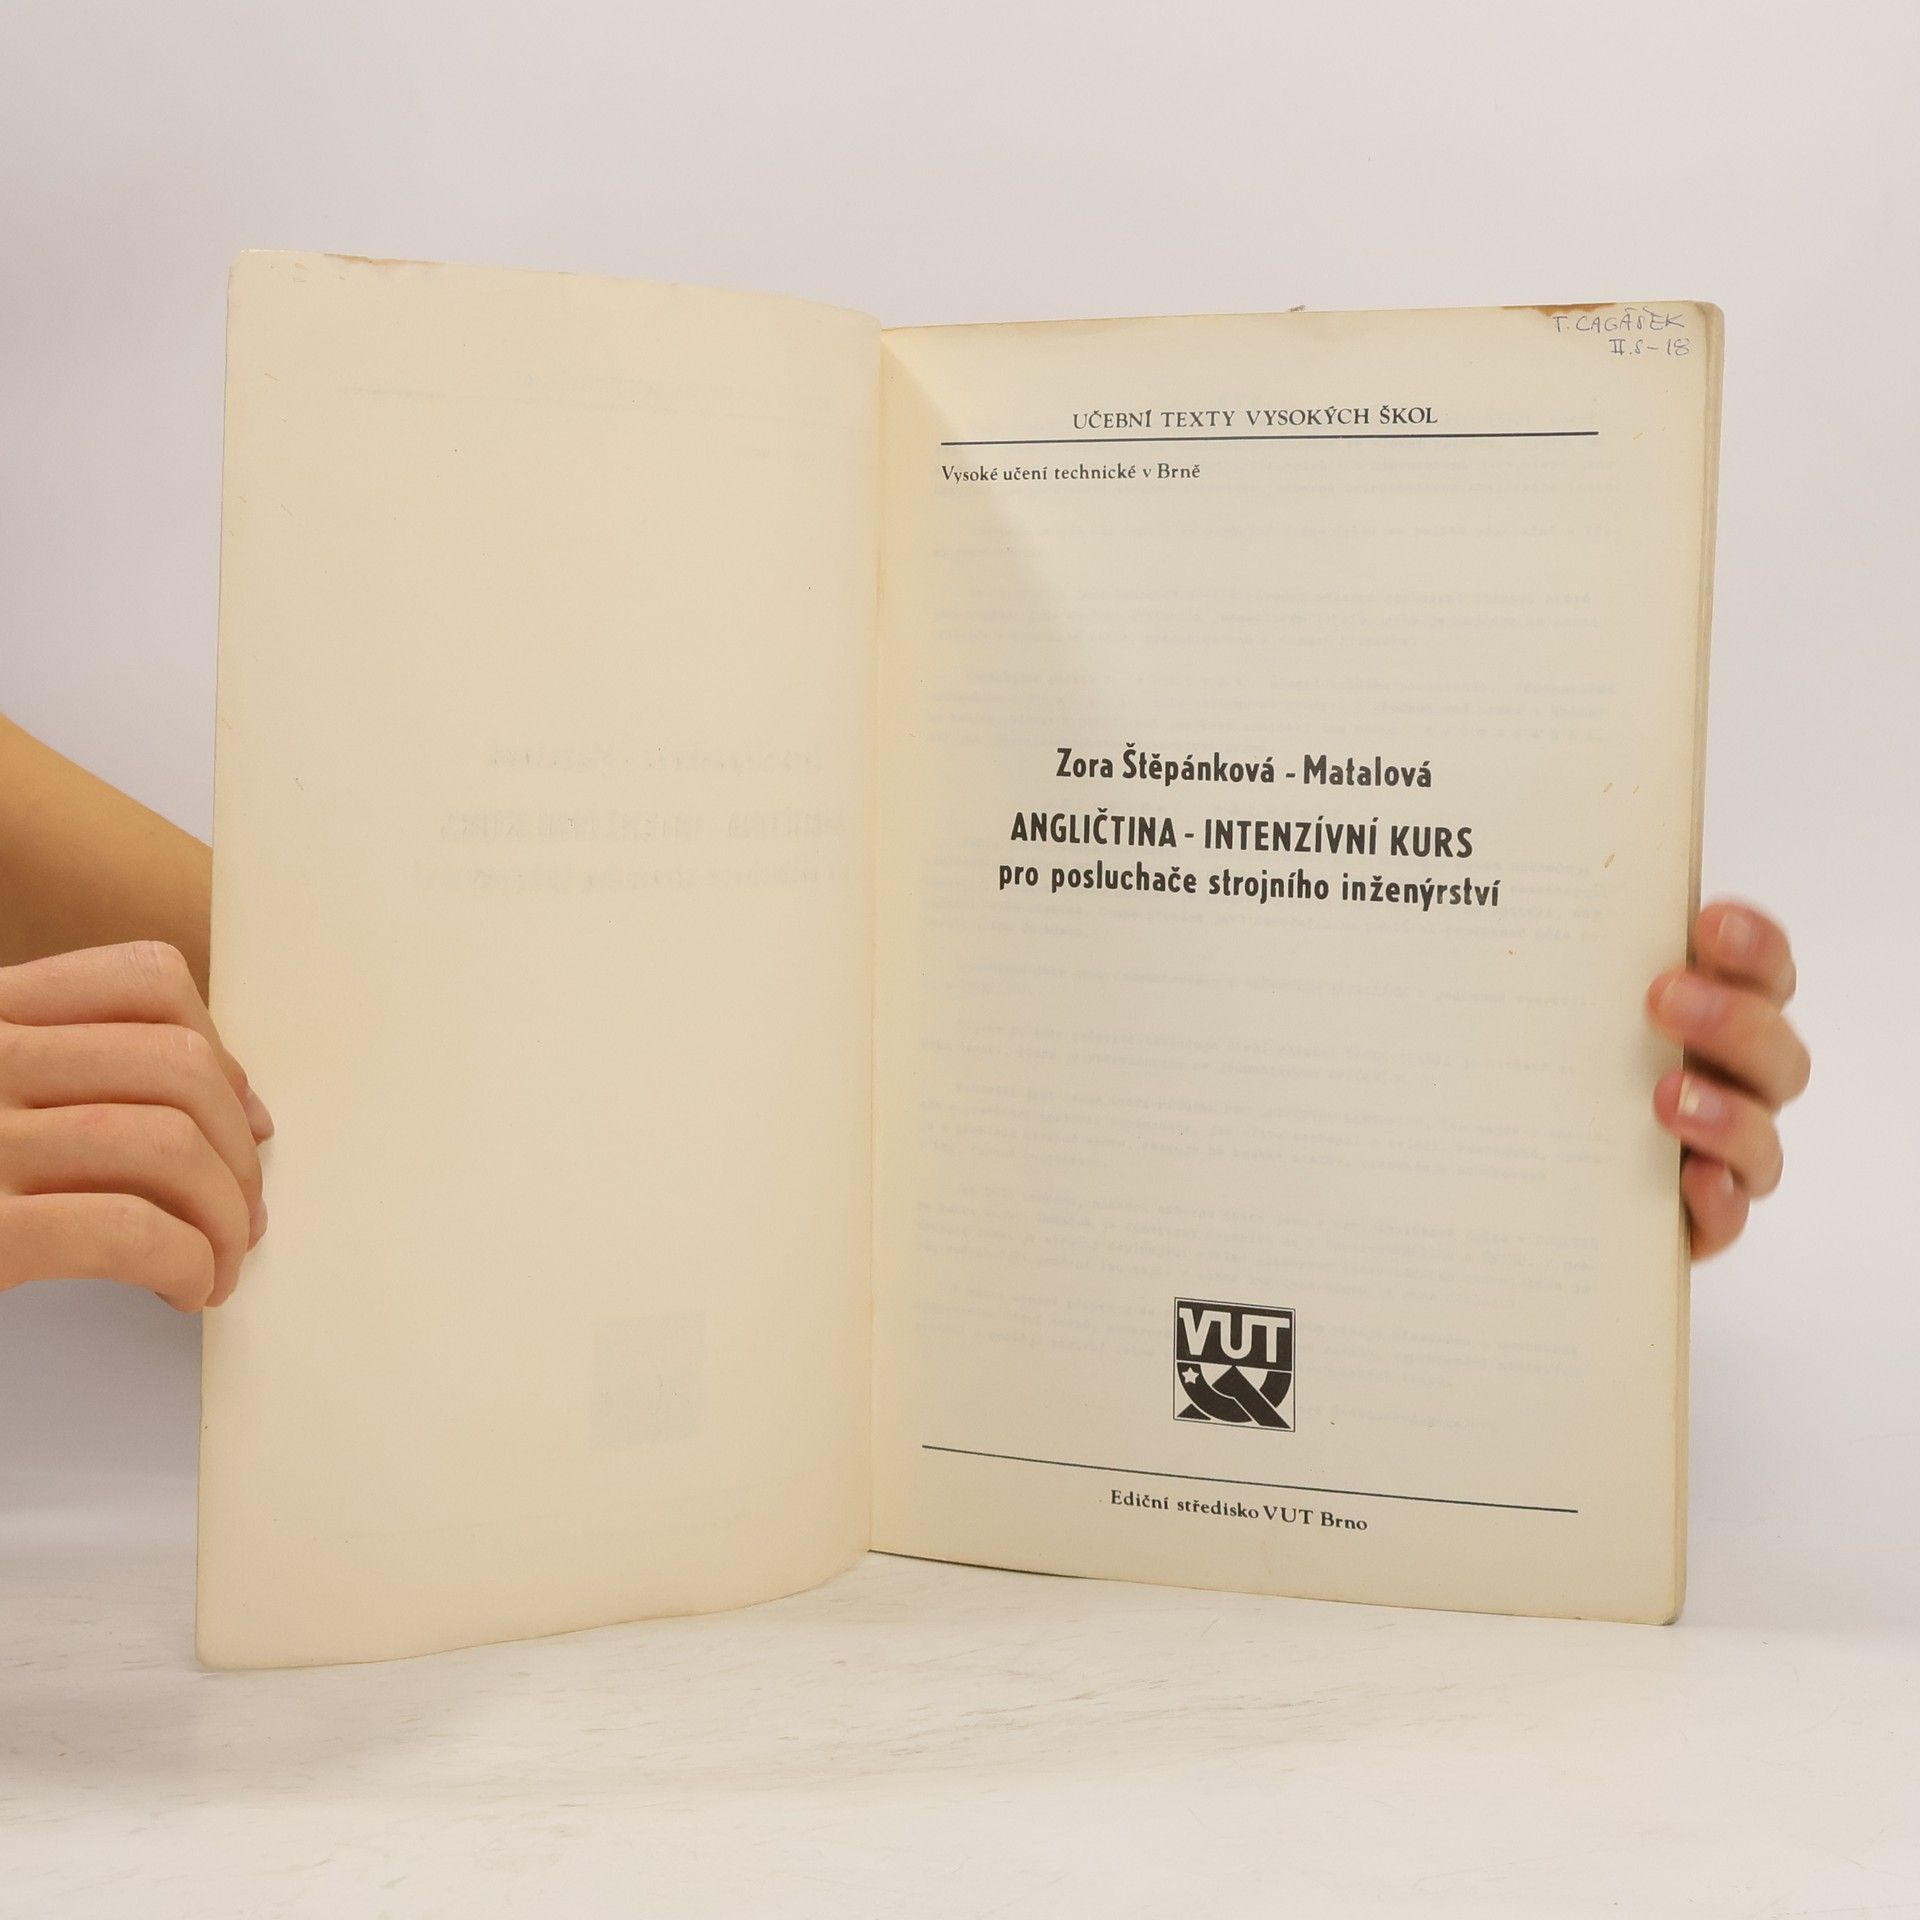 T. CAGÁŠEK
II.S-18
UČEBNÍ TEXTY VYSOKÝCH ŠKOL
Vysoké učení technické v Brně
Zora Štěpánková - Matalová
ANGLIČTINA - INTENZÍVNÍ KURS
pro posluchače strojního inženýrství
VUT
Ediční středisko VUT Brno